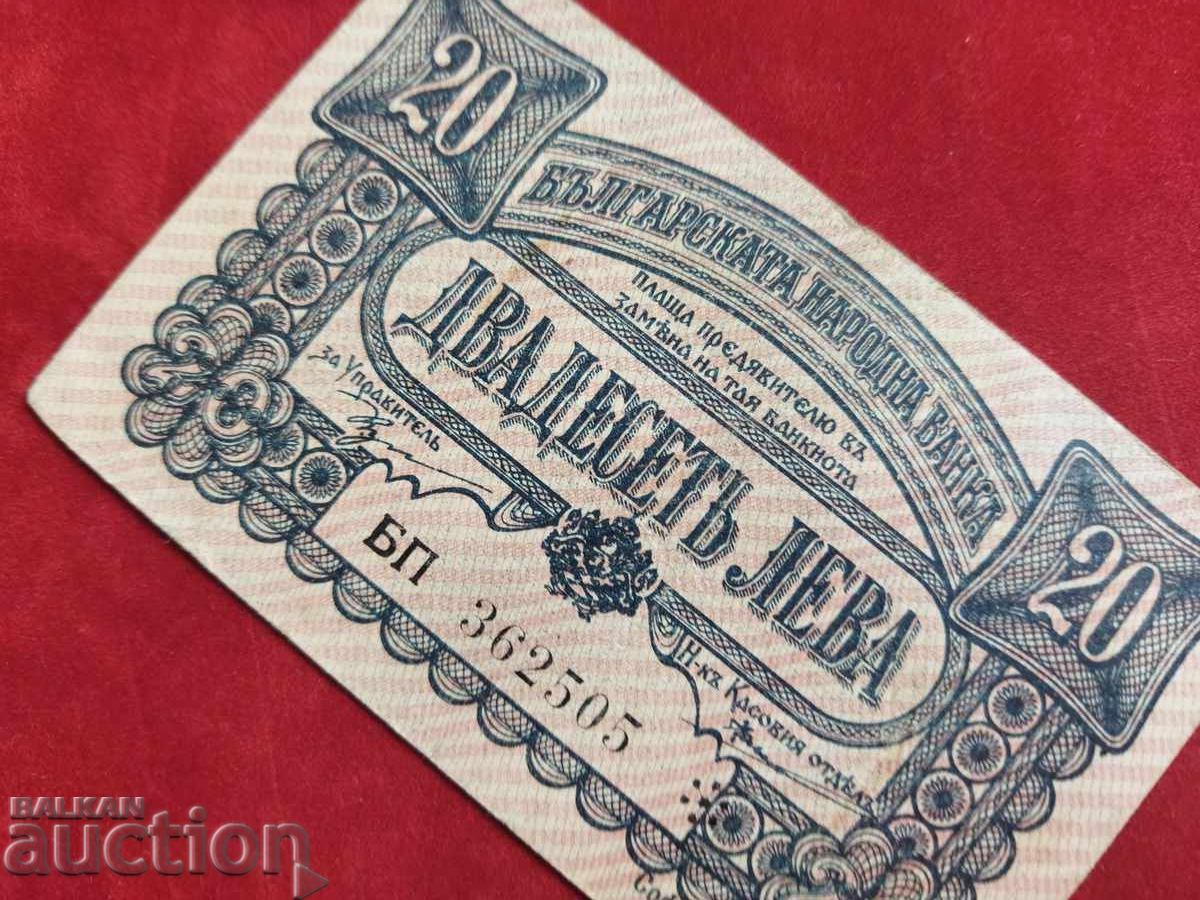 20
БЪЛГАРСКАТА НАРОДНА БАНКА
ПЛАЩА ПРЕДЯВИТЕЛЮ ВЪ
ЗАМѢНА НА ТАЯ БАНКНОТА
ДВАДЕСЕТЬ ЛЕВА
20
за Управитель
Н-къ Касовия отдѣлъ
БП
362505
Соф
BALKAN
auction